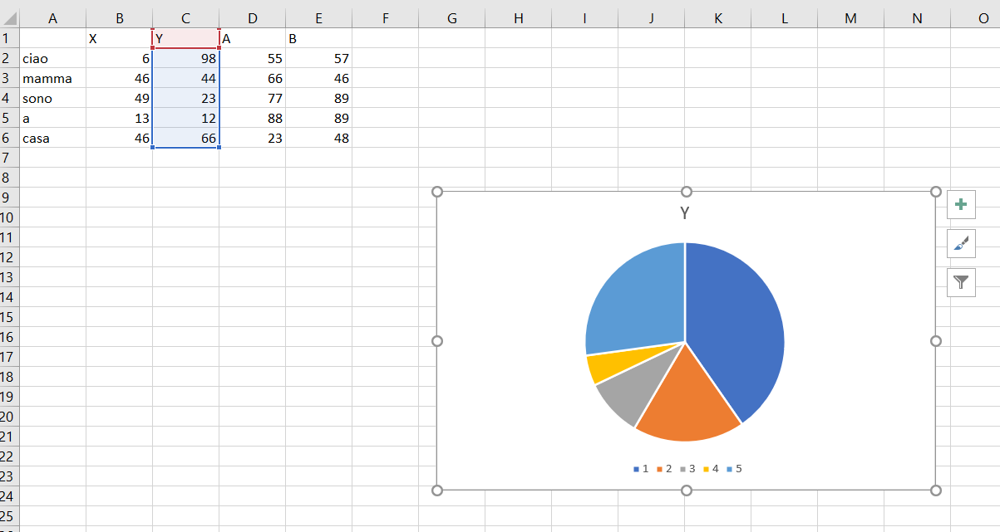 A B C D E F G H I J K L M N O
1 X Y A B
2 ciao 6 98 55 57
3 mamma 46 44 66 46
4 sono 49 23 77 89
5 a 13 12 88 89
6 casa 46 66 23 48
7
8
9
10 Y
11
12
13
14
15
16
17
18
19
20
21
22
23 1 2 3 4 5
24
25